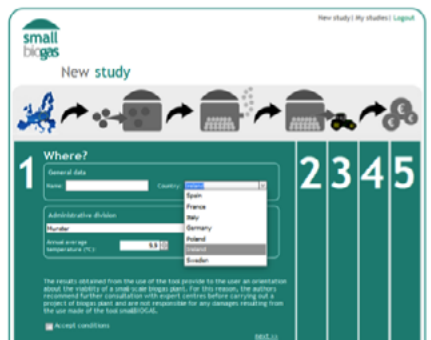 New study | My studies | Logout
small
biogas
New study
1
Where?
2 3 4 5
General data
Name
Country:
Ireland
Spain
France
Italy
Germany
Poland
Ireland
Sweden
Administrative division
Munster
Annual average
temperature (ºC):
9.5
The results obtained from the use of the tool provide to the user an orientation
about the viability of a small-scale biogas plant. For this reason, the authors
recommend further consultation with expert centres before carrying out a
project of biogas plant and are not responsible for any damages resulting from
the use made of the tool smallBIOGAS.
Accept conditions
next >>